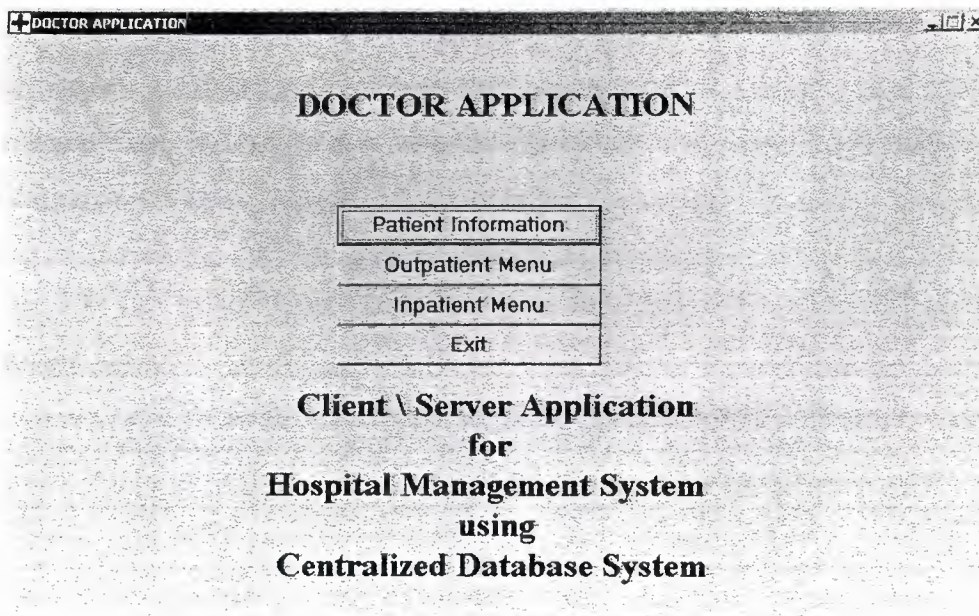 DOCTOR APPLICATION
DOCTOR APPLICATION
Patient Information
Outpatient Menu
Inpatient Menu
Exit
Client \ Server Application
for
Hospital Management System
using
Centralized Database System